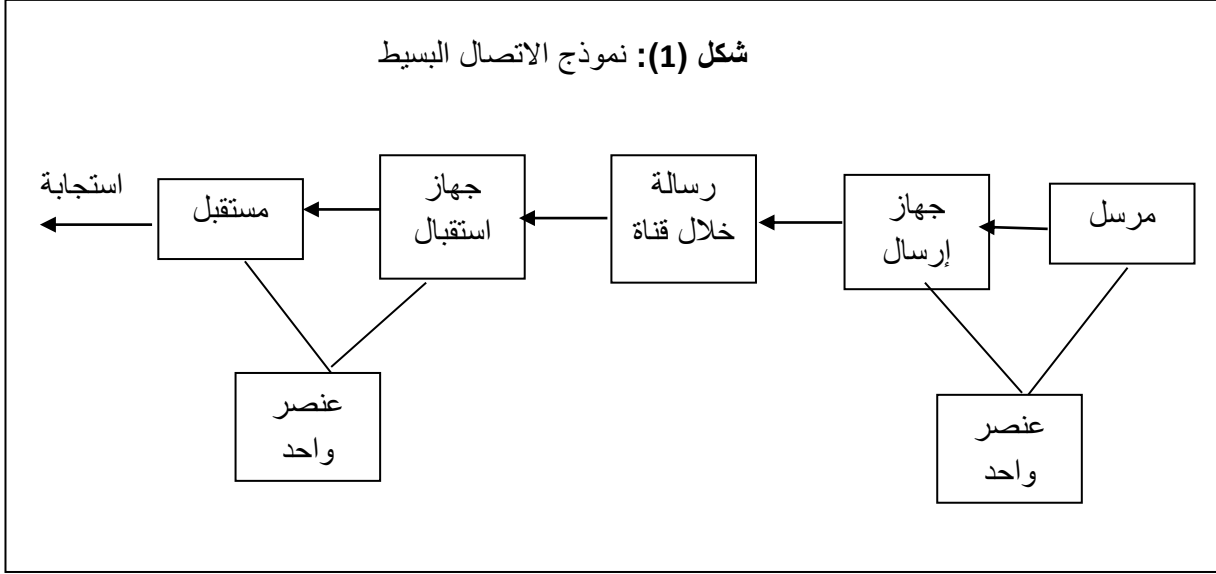 شكل (1): نموذج الاتصال البسيط
مرسل
جهاز
إرسال
رسالة
خلال قناة
جهاز
استقبال
مستقبل
استجابة
عنصر
واحد
عنصر
واحد